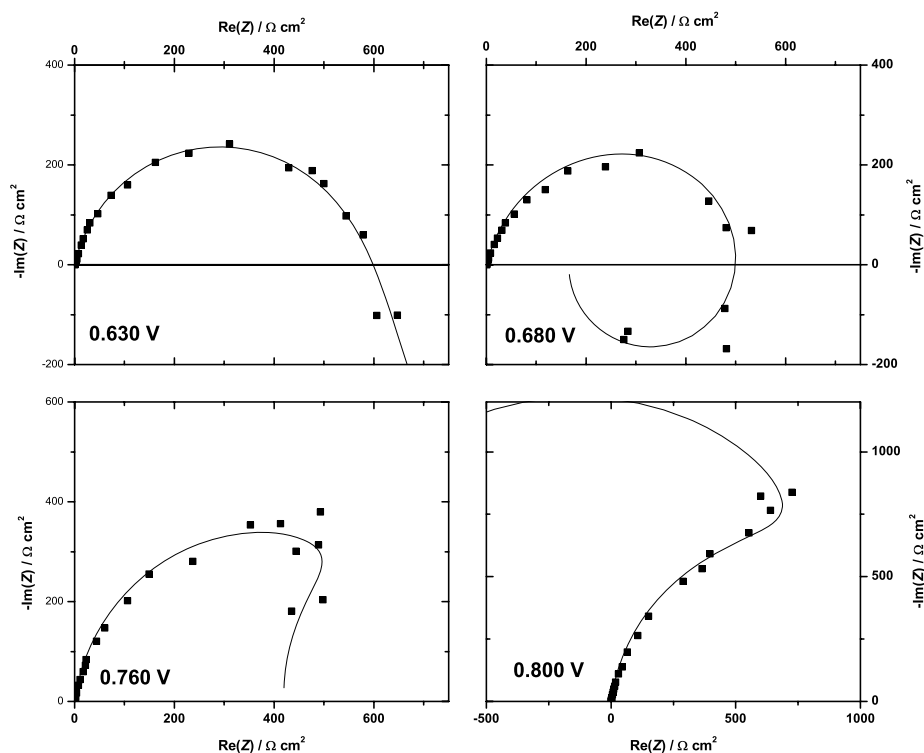 Re(Z) / Ω cm²
Re(Z) / Ω cm²
0 200 400 600
0 200 400 600
400
200
0
-200
-Im(Z) / Ω cm²
0.630 V
400
200
0
-200
-Im(Z) / Ω cm²
0.680 V
600
400
200
0
-Im(Z) / Ω cm²
0.760 V
1000
500
0
-Im(Z) / Ω cm²
0.800 V
0 200 400 600
-500 0 500 1000
Re(Z) / Ω cm²
Re(Z) / Ω cm²